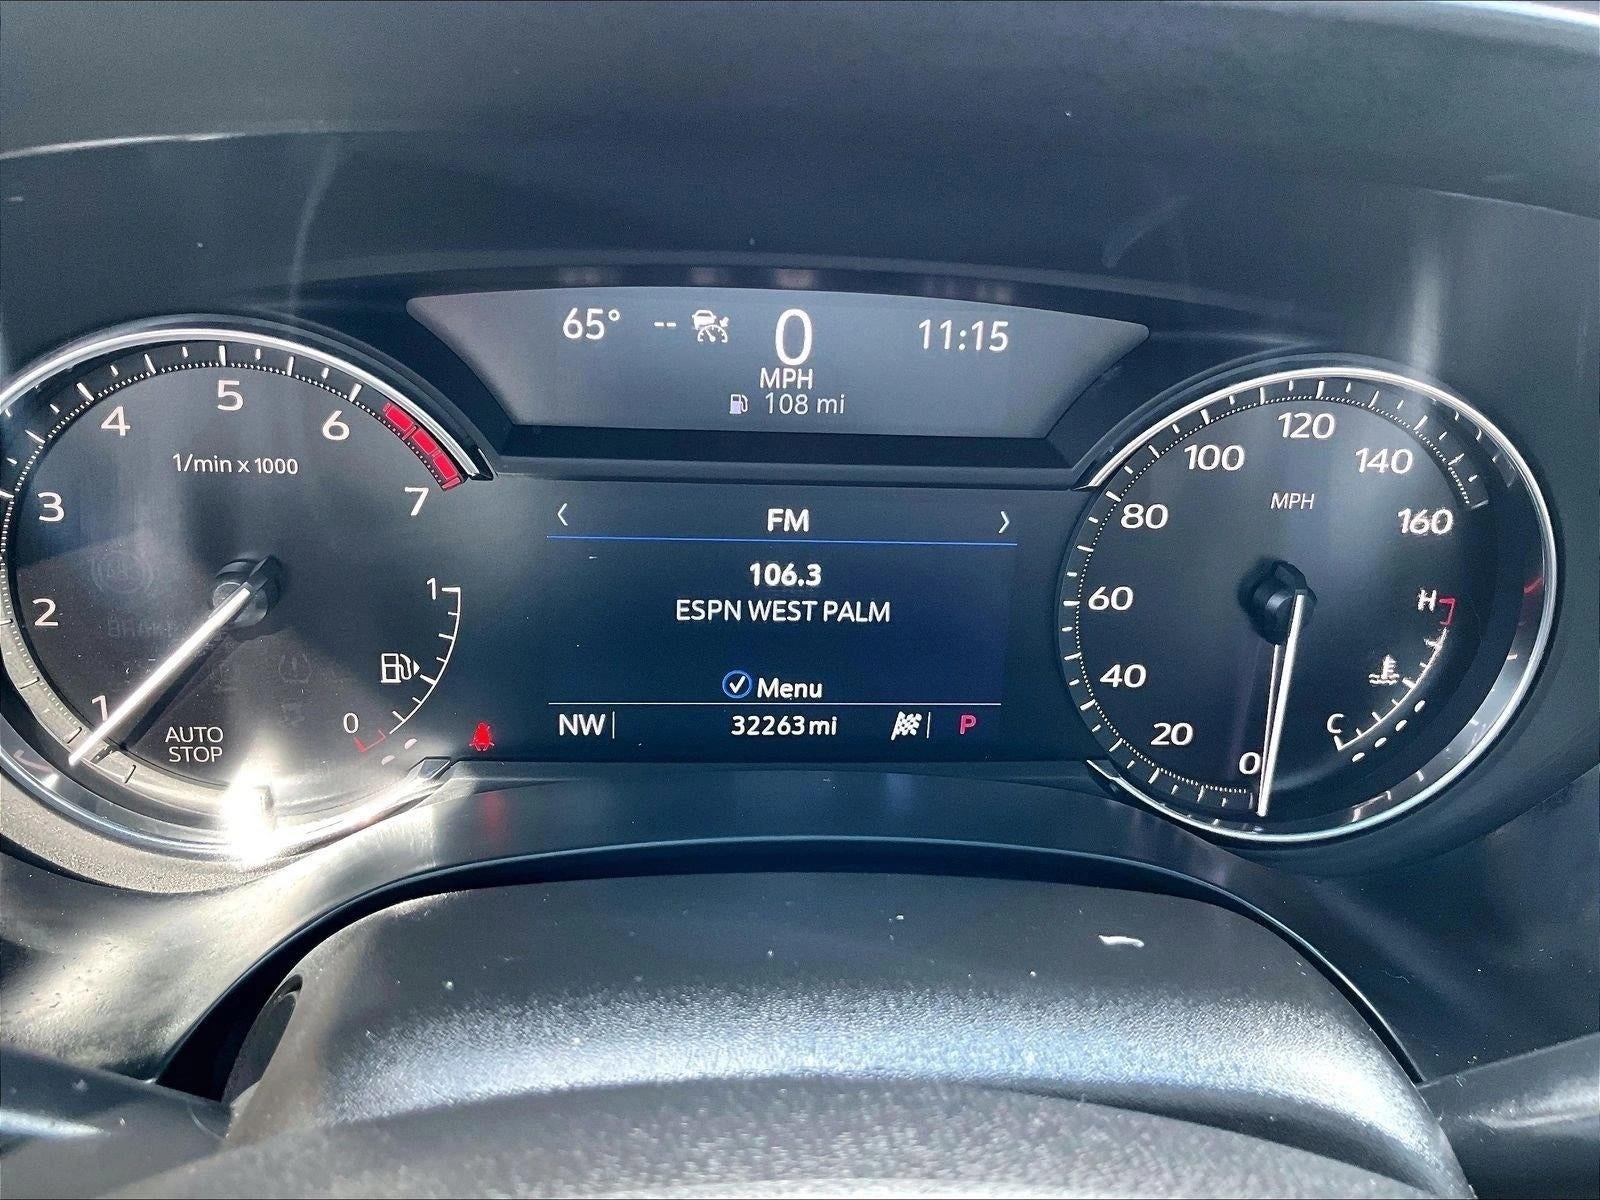 65° -- 0 11:15
MPH
108 mi
5
4 6
3 7
2
1
1/min x 1000
1
0
AUTO
STOP
< FM >
106.3
ESPN WEST PALM
Menu
NW 32263 mi P
120
100 140
80 160
60
40
20
0
MPH
H
C